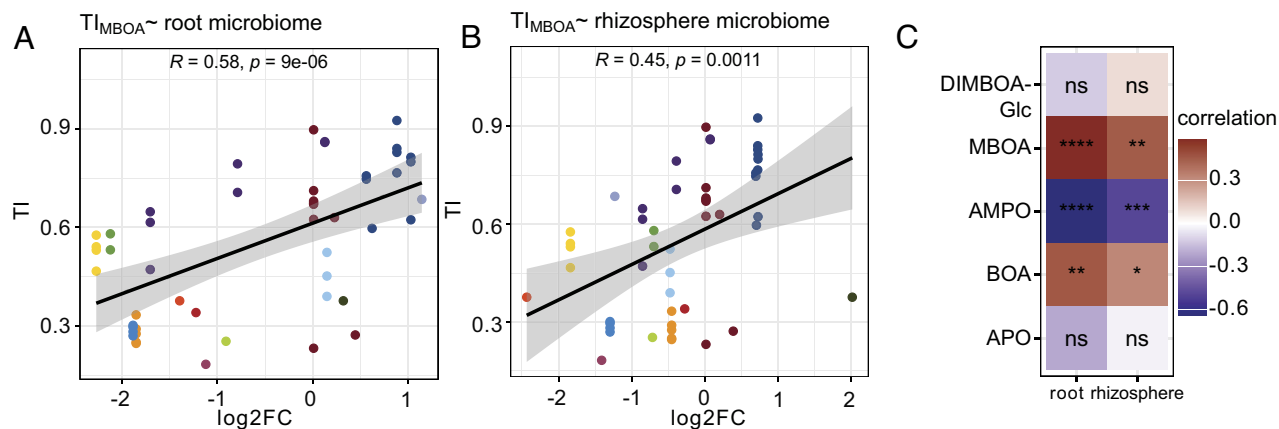 A
TI_MBOA~ root microbiome
R = 0.58, p = 9e-06
TI
0.9
0.6
0.3
-2
-1
0
1
log2FC
B
TI_MBOA~ rhizosphere microbiome
R = 0.45, p = 0.0011
TI
0.9
0.6
0.3
-2
-1
0
1
2
log2FC
C
DIMBOA-
Glc
MBOA
AMPO
BOA
APO
ns ns
**** **
**** ***
** *
ns ns
root rhizosphere
correlation
0.3
0.0
-0.3
-0.6